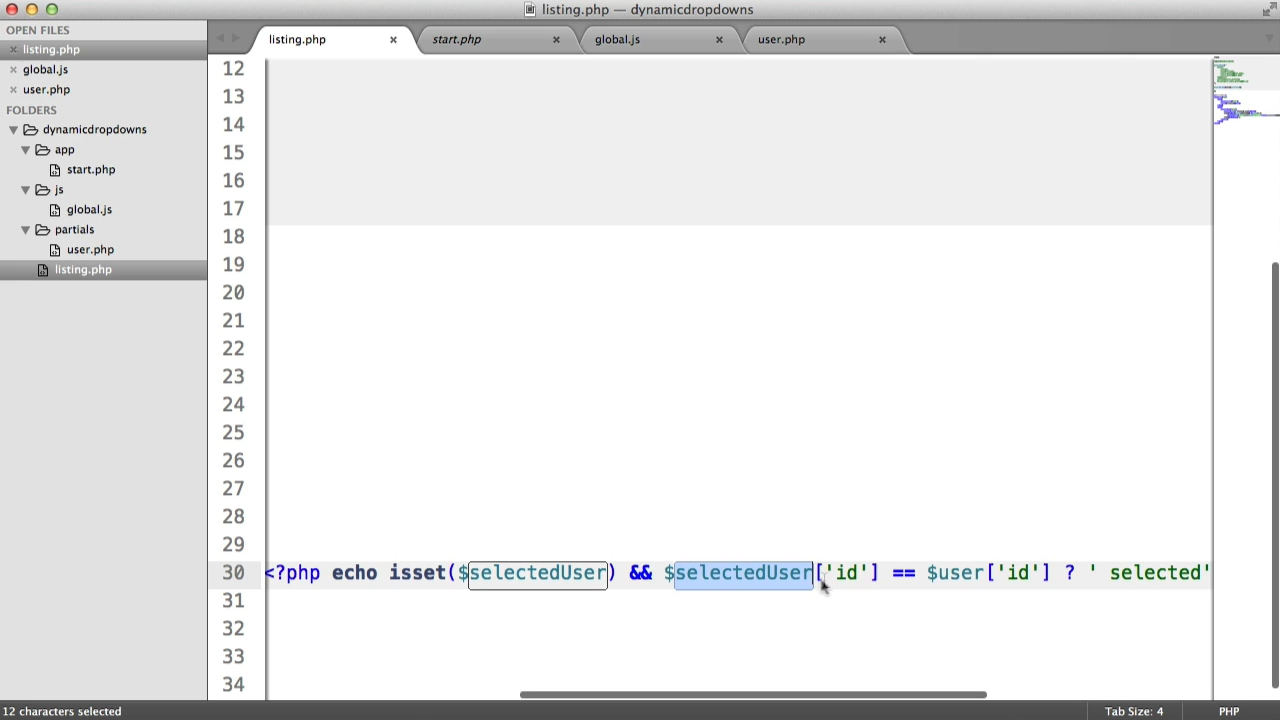 listing.php — dynamicdropdowns
OPEN FILES
listing.php
global.js
user.php
FOLDERS
dynamicdropdowns
app
start.php
js
global.js
partials
user.php
listing.php
listing.php start.php global.js user.php
12
13
14
15
16
17
18
19
20
21
22
23
24
25
26
27
28
29
30 <?php echo isset($selectedUser) && $selectedUser['id'] == $user['id'] ? ' selected'
31
32
33
34
12 characters selected Tab Size: 4 PHP